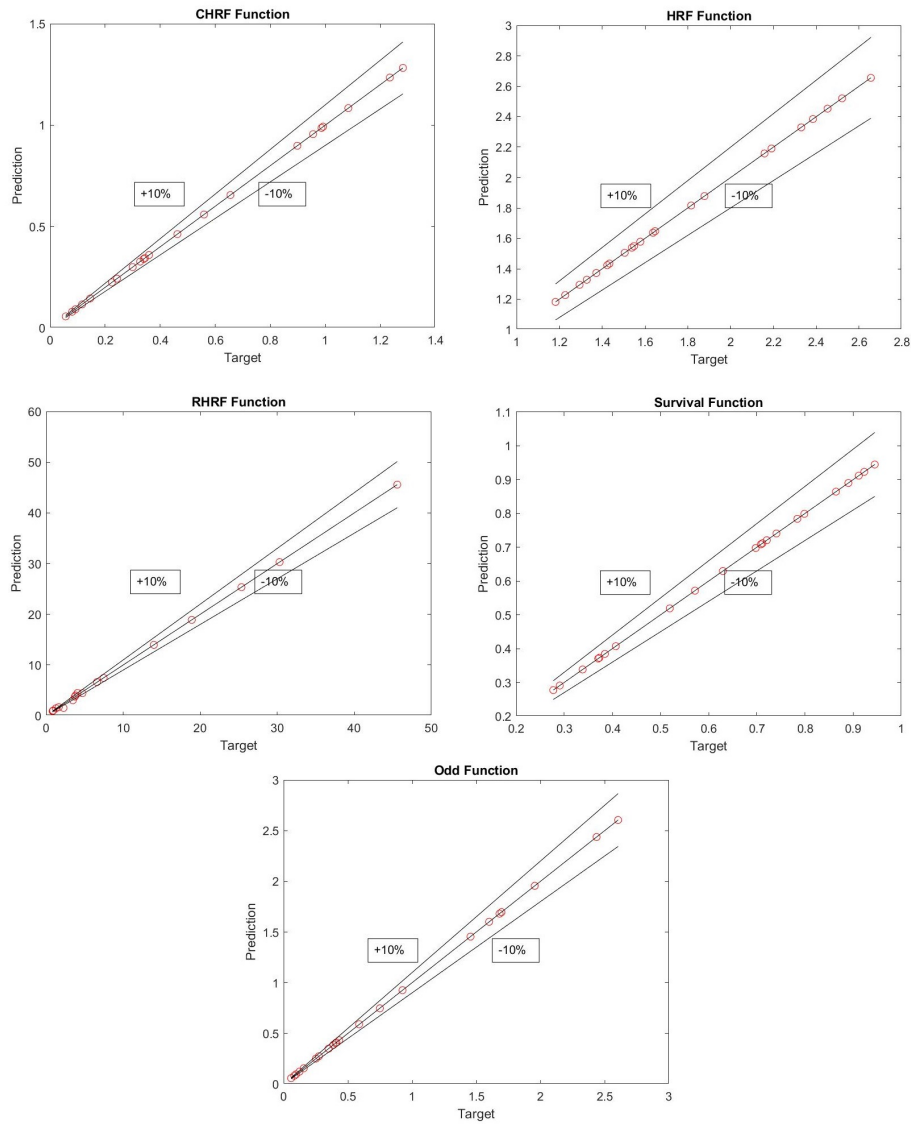 CHRF Function
1.5
1
0.5
0
Prediction
+10%
-10%
0 0.2 0.4 0.6 0.8 1 1.2 1.4
Target
HRF Function
3
2.8
2.6
2.4
2.2
2
1.8
1.6
1.4
1.2
1
Prediction
+10%
-10%
1 1.2 1.4 1.6 1.8 2 2.2 2.4 2.6 2.8
Target
RHRF Function
60
50
40
30
20
10
0
Prediction
+10%
-10%
0 10 20 30 40 50
Target
Survival Function
1.1
1
0.9
0.8
0.7
0.6
0.5
0.4
0.3
0.2
Prediction
+10%
-10%
0.2 0.3 0.4 0.5 0.6 0.7 0.8 0.9 1
Target
Odd Function
3
2.5
2
1.5
1
0.5
0
Prediction
+10%
-10%
0 0.5 1 1.5 2 2.5 3
Target